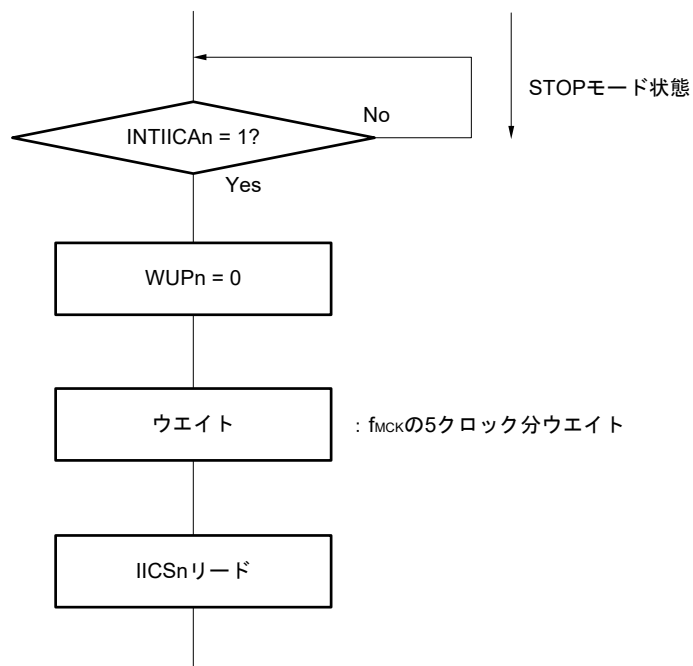 STOPモード状態
No
INTIICAn = 1?
Yes
WUPn = 0
ウエイト
：fMCKの5クロック分ウエイト
IICSnリード